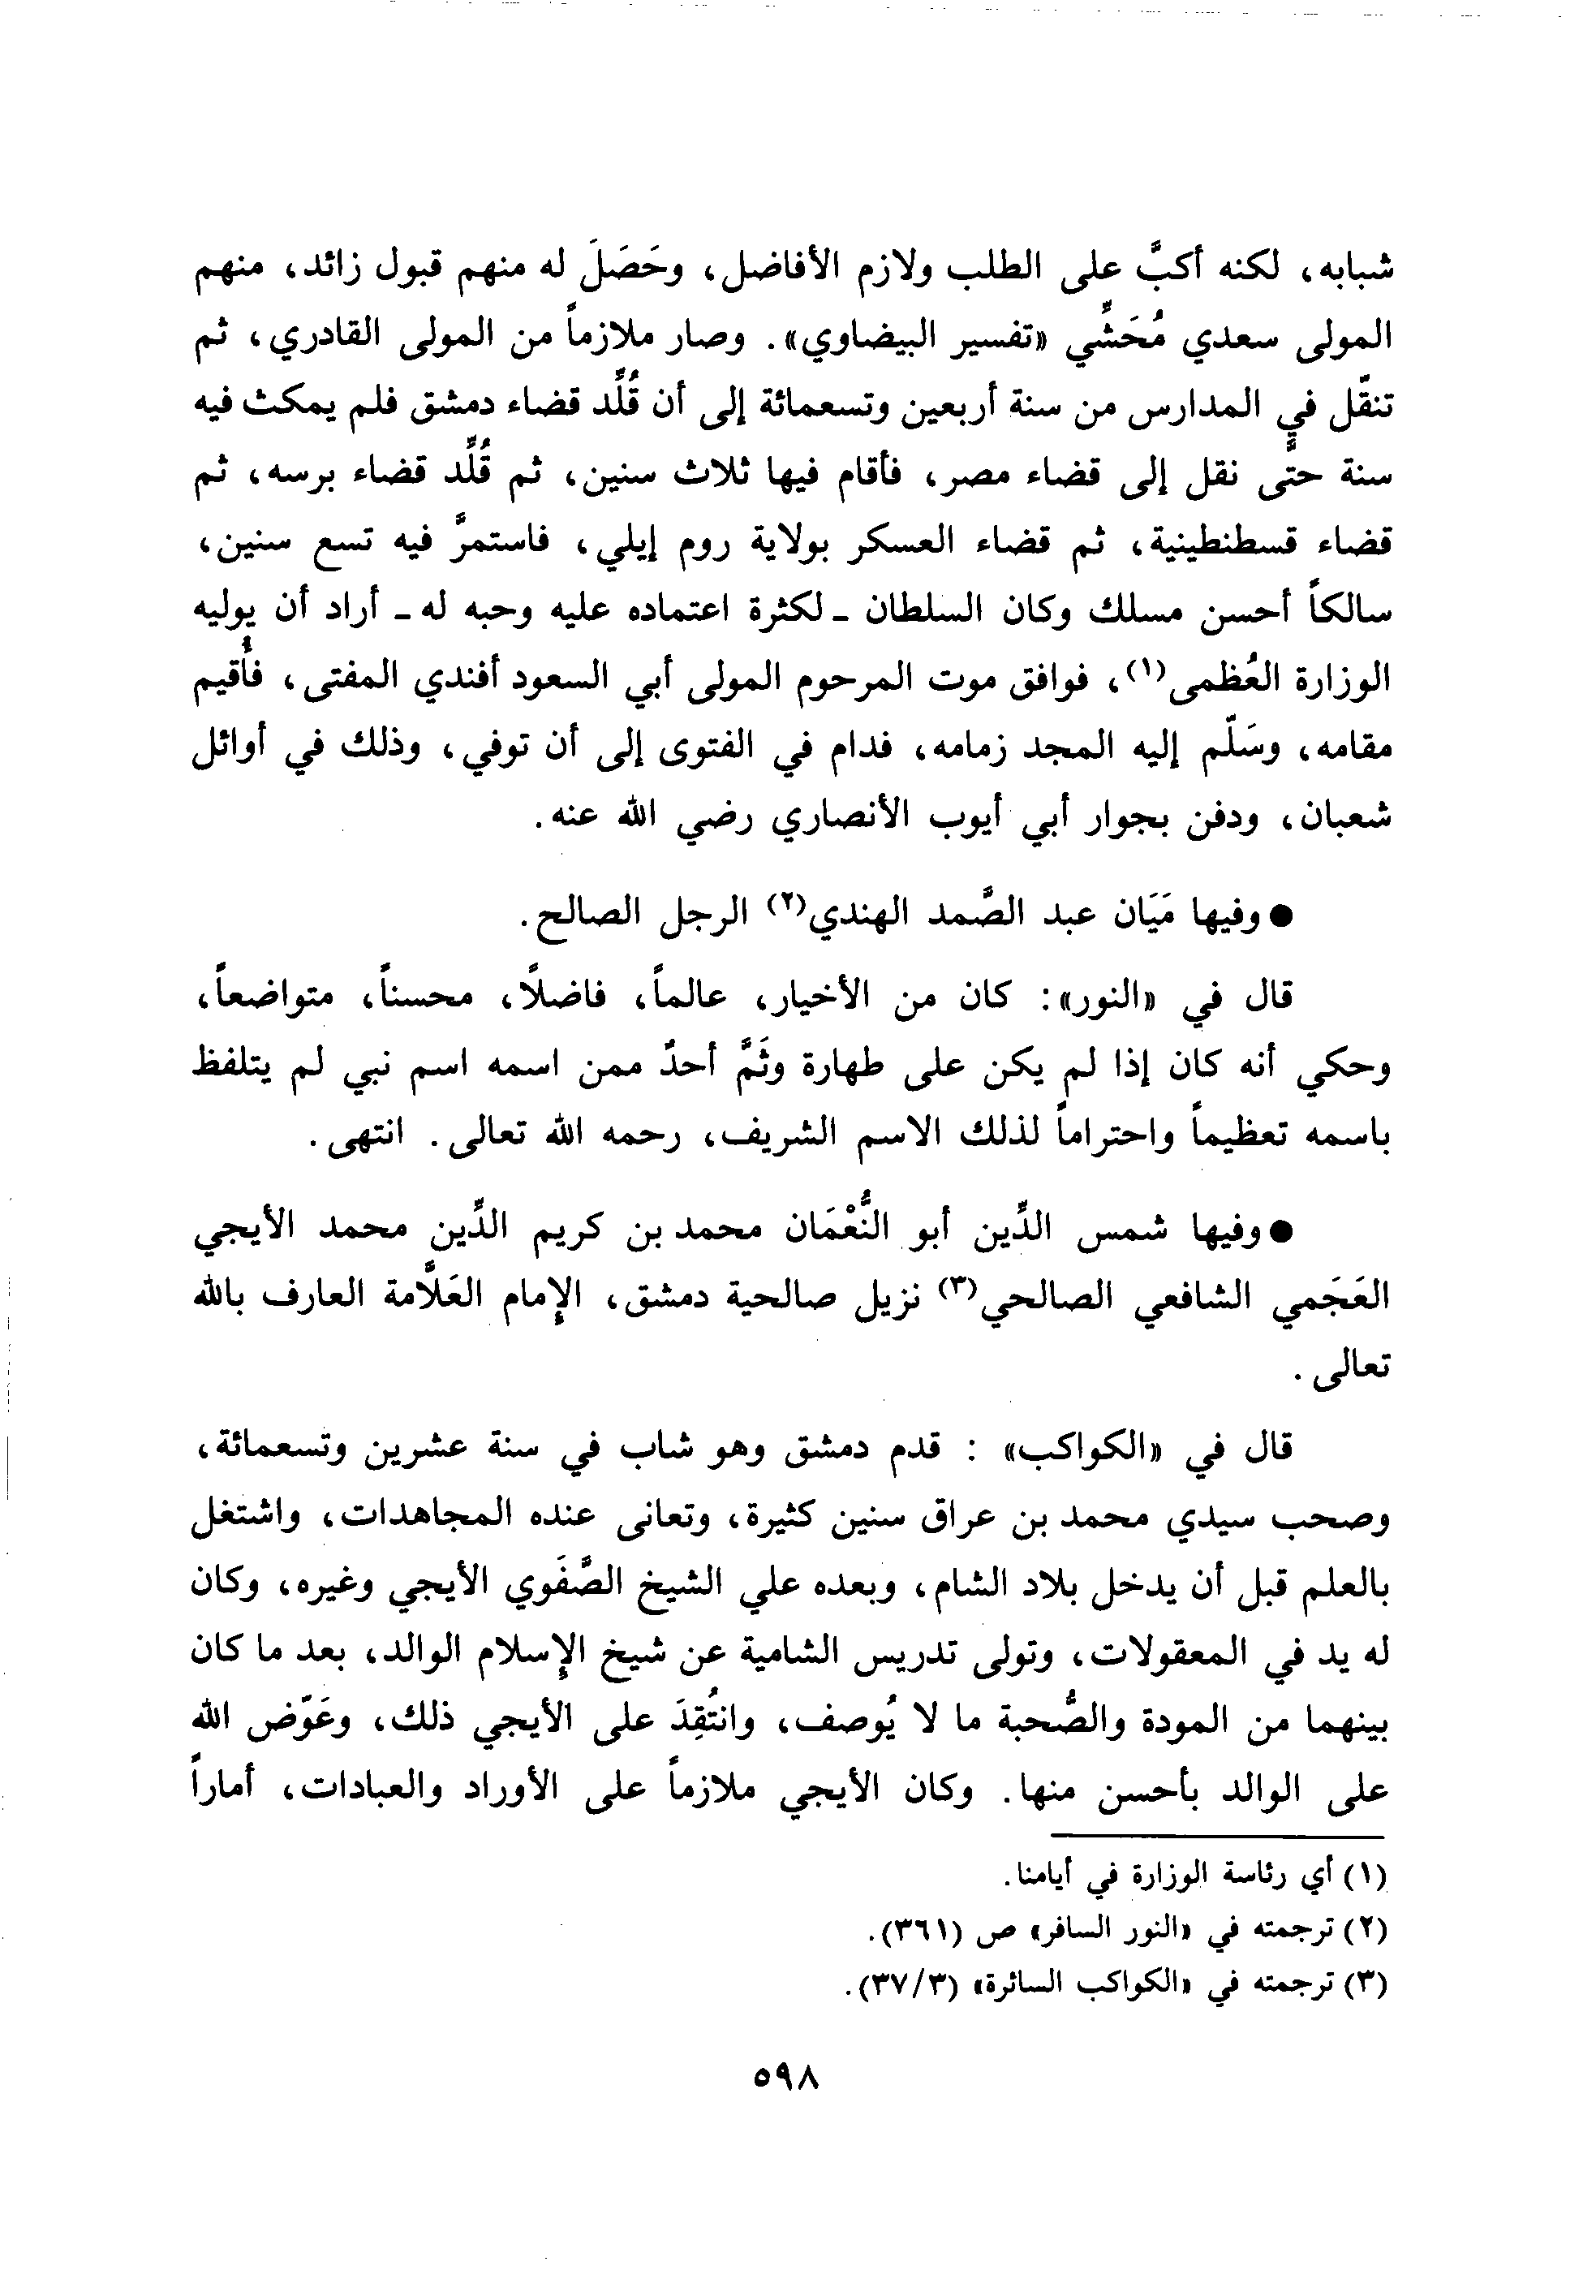 شبابه، لكنه أكبَّ على الطلب ولازم الأفاضل، وحَصَلَ له منهم قبول زائد، منهم
المولى سعدي مُحَشِّي «تفسير البيضاوي». وصار ملازماً من المولى القادري، ثم
تنقّل في المدارس من سنة أربعين وتسعمائة إلى أن قُلِّد قضاء دمشق فلم يمكث فيه
سنة حتَّى نقل إلى قضاء مصر، فأقام فيها ثلاث سنين، ثم قُلِّد قضاء برسه، ثم
قضاء قسطنطينية، ثم قضاء العسكر بولاية روم إيلي، فاستمرَّ فيه تسع سنين،
سالكاً أحسن مسلك وكان السلطان ـ لكثرة اعتماده عليه وحبه له ـ أراد أن يوليه
الوزارة العُظمى(١)، فوافق موت المرحوم المولى أبي السعود أفندي المفتى، فأُقيم
مقامه، وسَلّم إليه المجد زمامه، فدام في الفتوى إلى أن توفي، وذلك في أوائل
شعبان، ودفن بجوار أبي أيوب الأنصاري رضي الله عنه.
● وفيها مَيَان عبد الصَّمد الهندي(٢) الرجل الصالح.
قال في «النور»: كان من الأخيار، عالماً، فاضلاً، محسناً، متواضعاً،
وحكي أنه كان إذا لم يكن على طهارة وثَمَّ أحدٌ ممن اسمه اسم نبي لم يتلفظ
باسمه تعظيماً واحتراماً لذلك الاسم الشريف، رحمه الله تعالى. انتهى.
● وفيها شمس الدِّين أبو النُّعْمَان محمد بن كريم الدِّين محمد الأيجي
العَجَمي الشافعي الصالحي(٣) نزيل صالحية دمشق، الإمام العَلاَّمة العارف بالله
تعالى.
قال في «الكواكب» : قدم دمشق وهو شاب في سنة عشرين وتسعمائة،
وصحب سيدي محمد بن عراق سنين كثيرة، وتعانى عنده المجاهدات، واشتغل
بالعلم قبل أن يدخل بلاد الشام، وبعده علي الشيخ الصَّفَوي الأيجي وغيره، وكان
له يد في المعقولات، وتولى تدريس الشامية عن شيخ الإسلام الوالد، بعد ما كان
بينهما من المودة والصُّحبة ما لا يُوصف، وانتُقِدَ على الأيجي ذلك، وعَوّض الله
على الوالد بأحسن منها. وكان الأيجي ملازماً على الأوراد والعبادات، أماراً
(١) أي رئاسة الوزارة في أيامنا.
(٢) ترجمته في «النور السافر» ص (٣٦١).
(٣) ترجمته في «الكواكب السائرة» (٣٧/٣).
٥٩٨